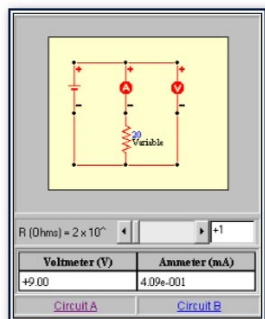 + + +
A V
- - -
20
Variable
R (Ohms) = 2 x 10^ +1
Voltmeter (V) Ammeter (mA)
+9.00 4.09e-001
Circuit A Circuit B